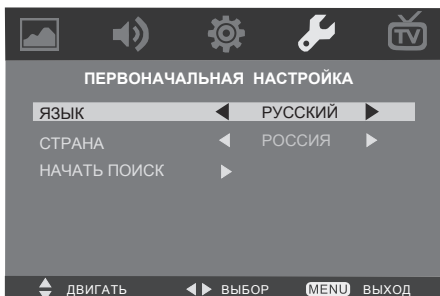 TV
ПЕРВОНАЧАЛЬНАЯ НАСТРОЙКА
ЯЗЫК РУССКИЙ
СТРАНА РОССИЯ
НАЧАТЬ ПОИСК
ДВИГАТЬ ВЫБОР MENU ВЫХОД